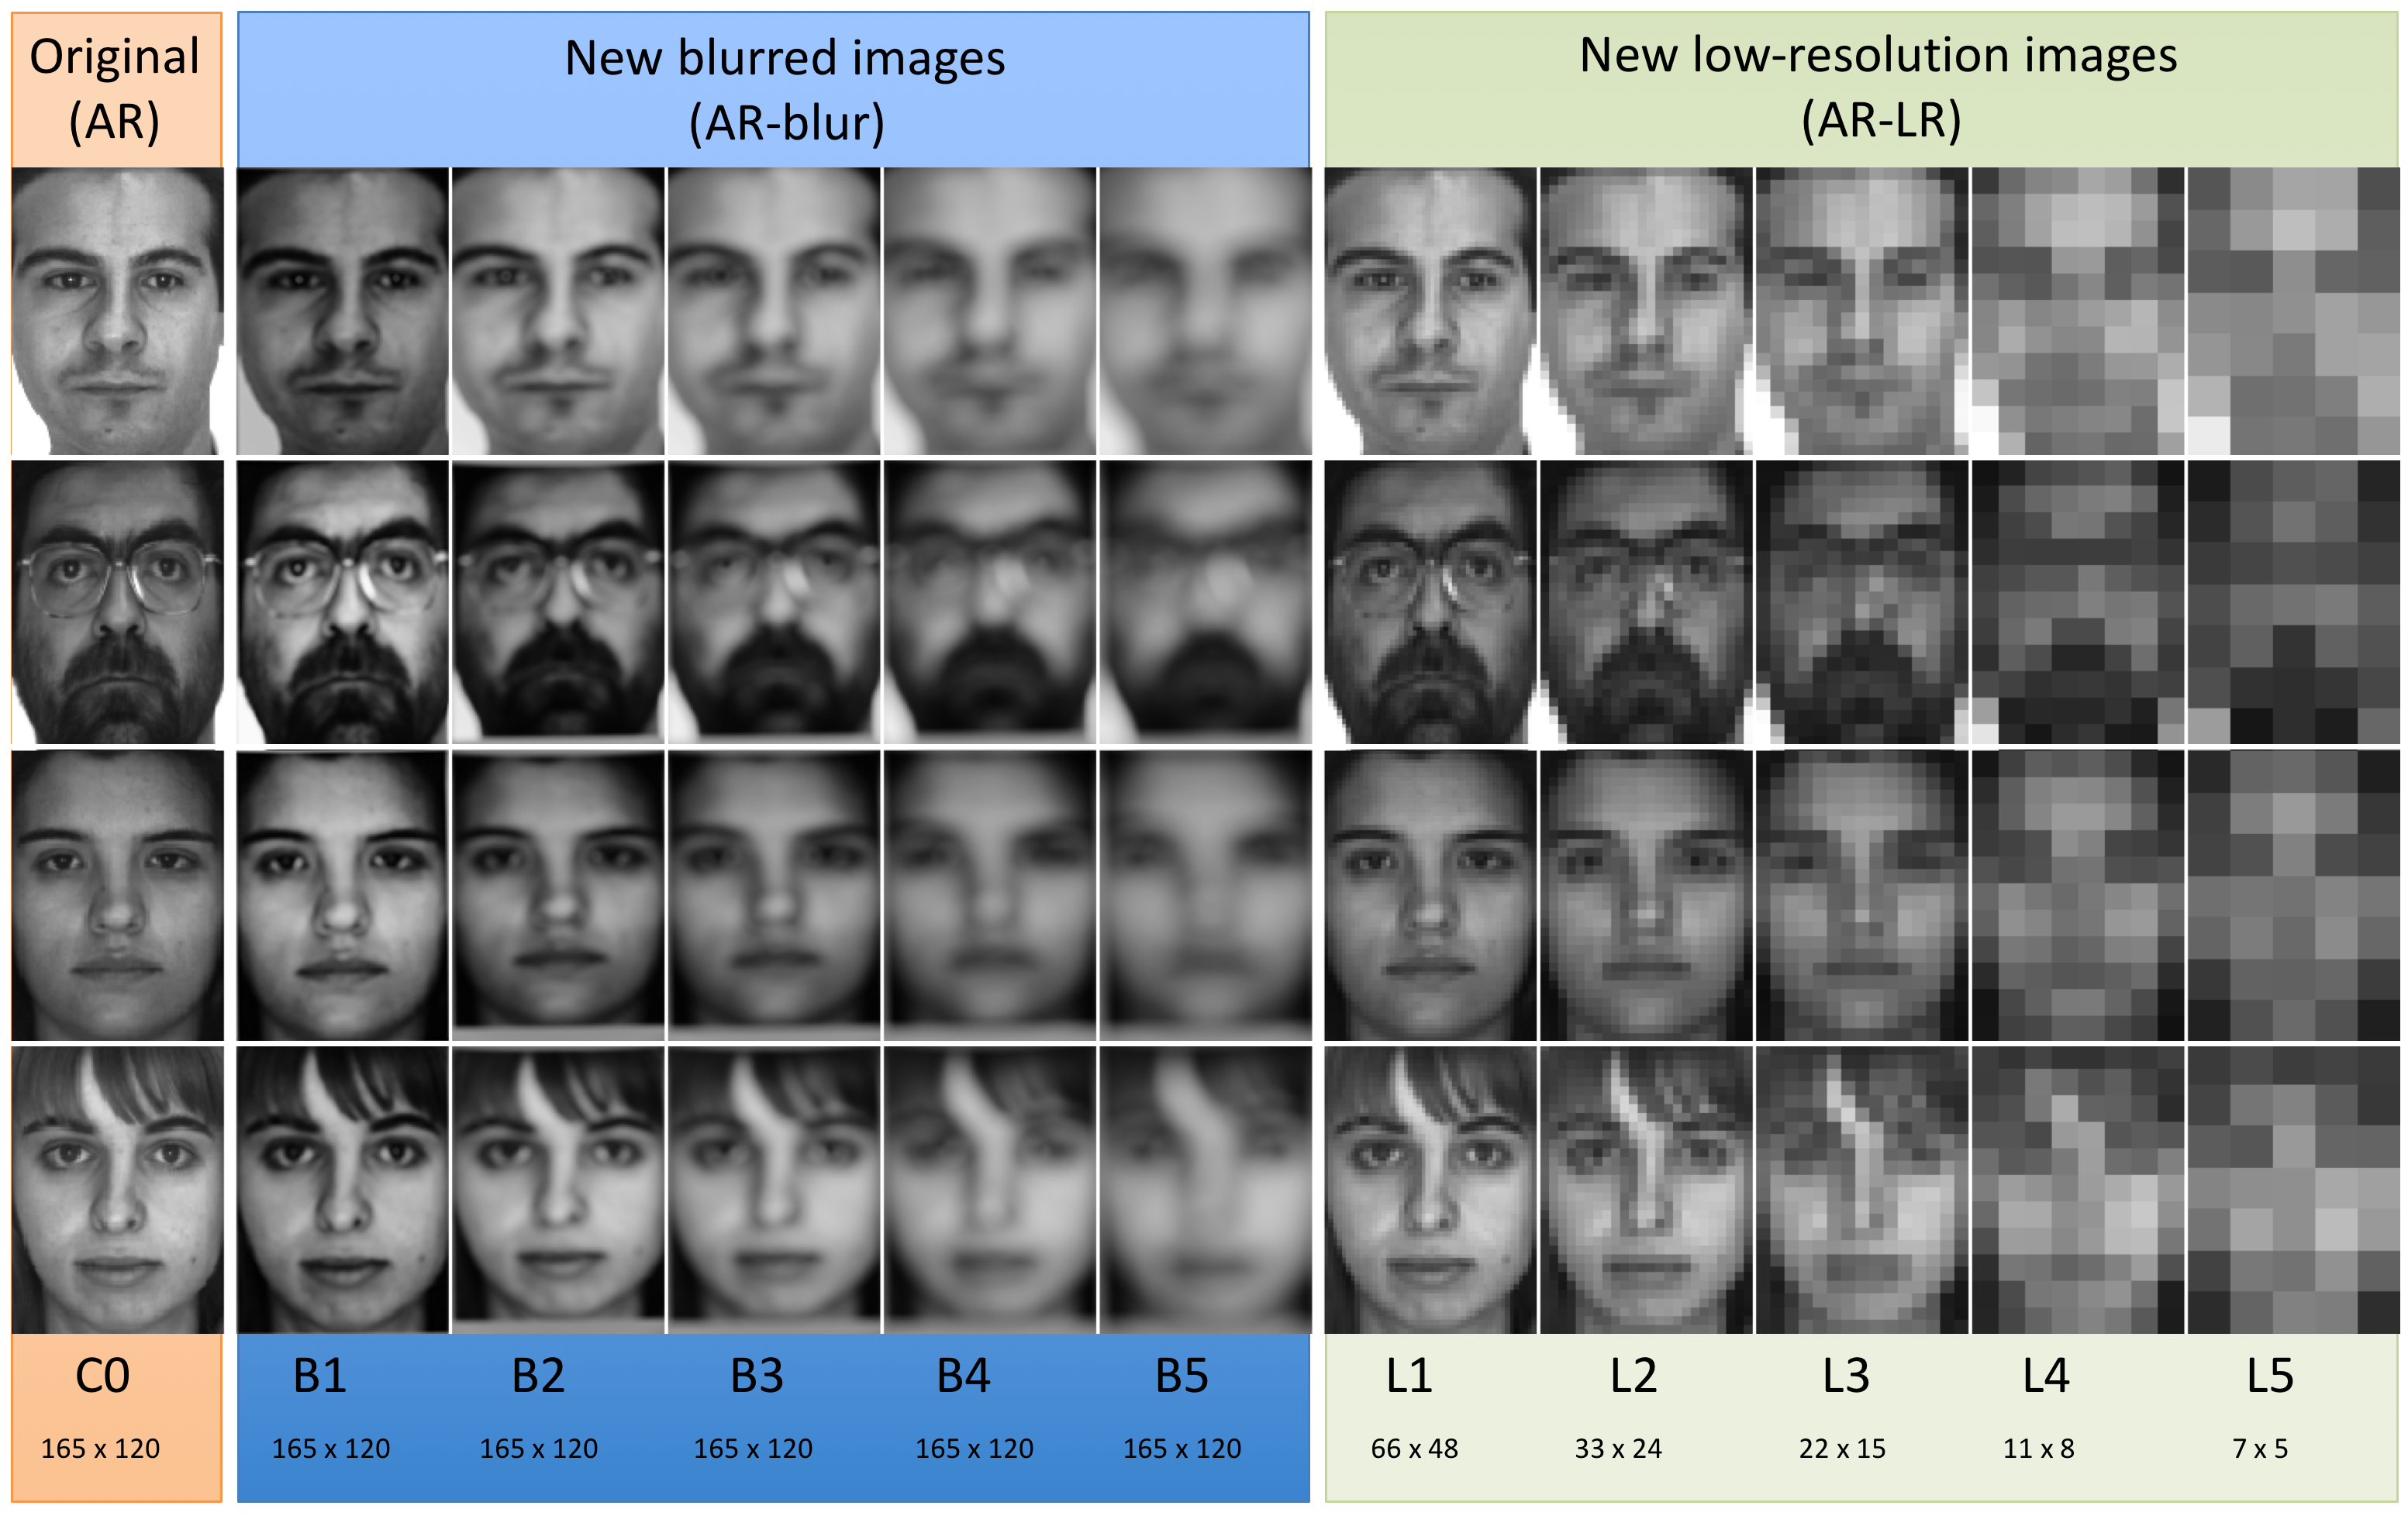 Original
(AR)
New blurred images
(AR-blur)
New low-resolution images
(AR-LR)
C0
B1
B2
B3
B4
B5
L1
L2
L3
L4
L5
165 x 120
165 x 120
165 x 120
165 x 120
165 x 120
165 x 120
66 x 48
33 x 24
22 x 15
11 x 8
7 x 5